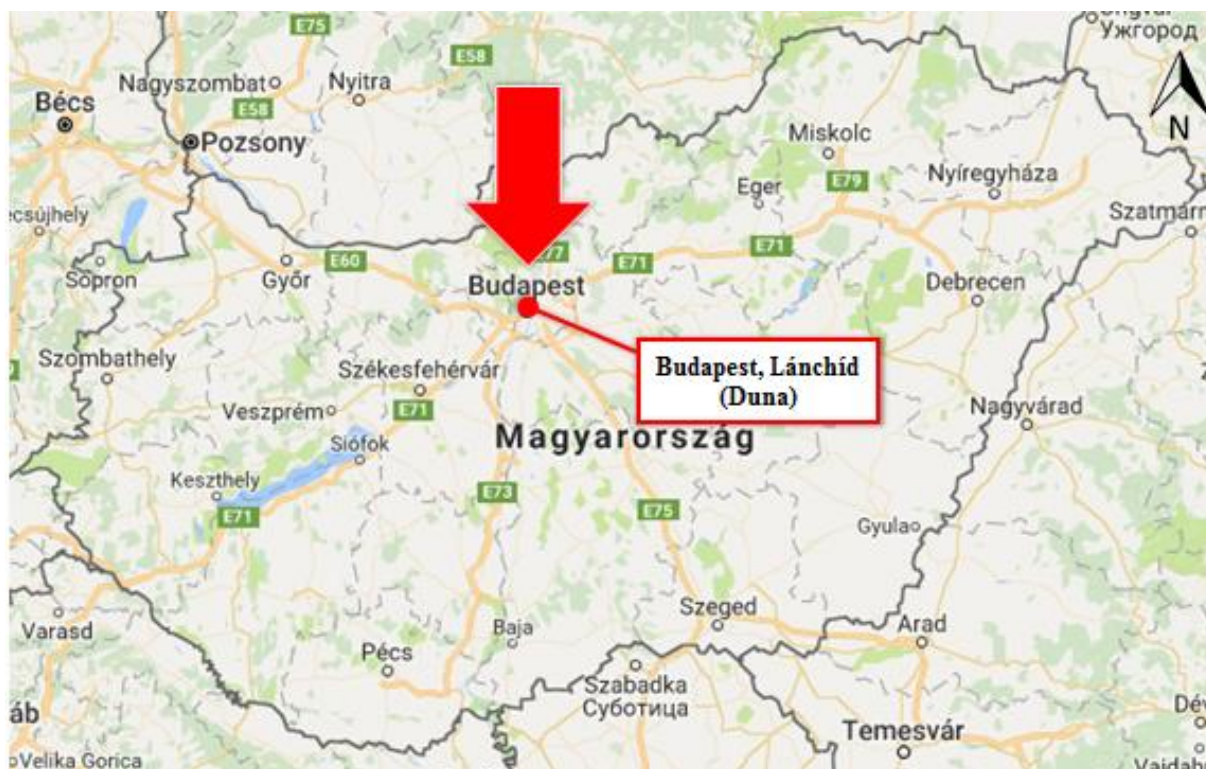 Ужгород
E75
E58
Nagyszombat
Nyitra
Bécs
E58
Pozsony
N
Miskolc
E79
Eger
Nyíregyháza
Sopron
Győr
E60
E77
E71
E71
Budapest
Debrecen
Budapest, Lánchíd
(Duna)
Szombathely
Székesfehérvár
Veszprém
E71
Nagyvárad
Magyarország
Siófok
Keszthely
E71
E73
E75
Gyula
Varasd
Pécs
Baja
Szeged
Arad
Szabadka
Суботица
Temesvár
Velika Gorica